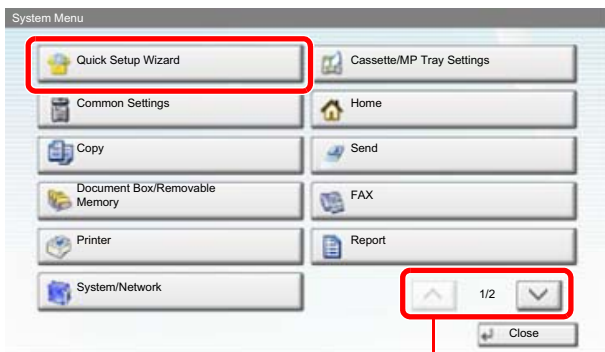 System Menu
Quick Setup Wizard
Cassette/MP Tray Settings
Common Settings
Home
Copy
Send
Document Box/Removable
Memory
FAX
Printer
Report
System/Network
1/2
Close